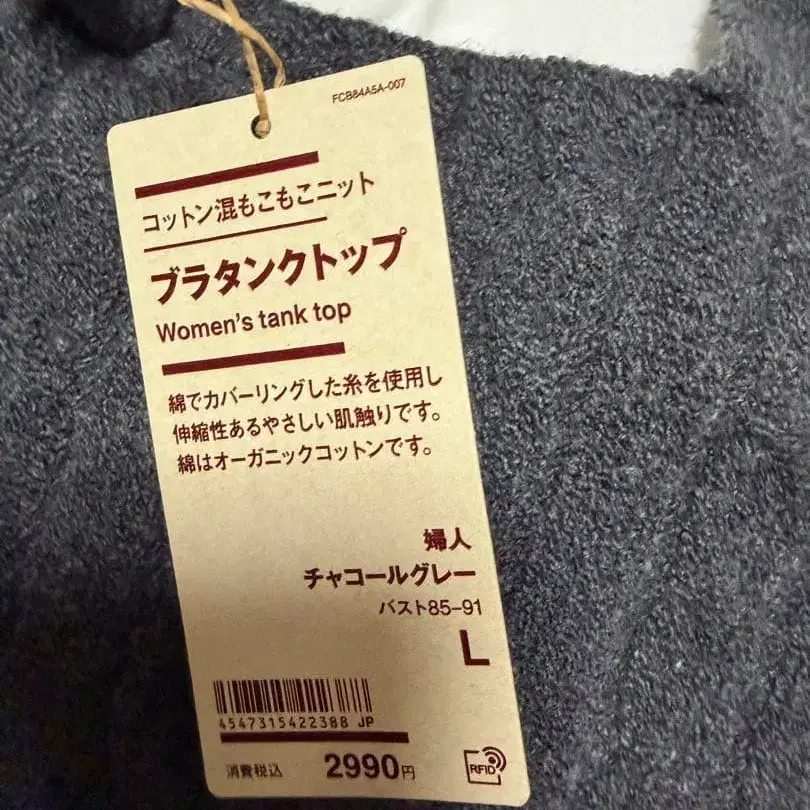 FCB84A5A-007
コットン混もこもこニット
ブラタンクトップ
Women's tank top
綿でカバーリングした糸を使用し
伸縮性あるやさしい肌触りです。
綿はオーガニックコットンです。
婦人
チャコールグレー
バスト85-91
L
4547315422388 JP
消費税込 2990円
RFID